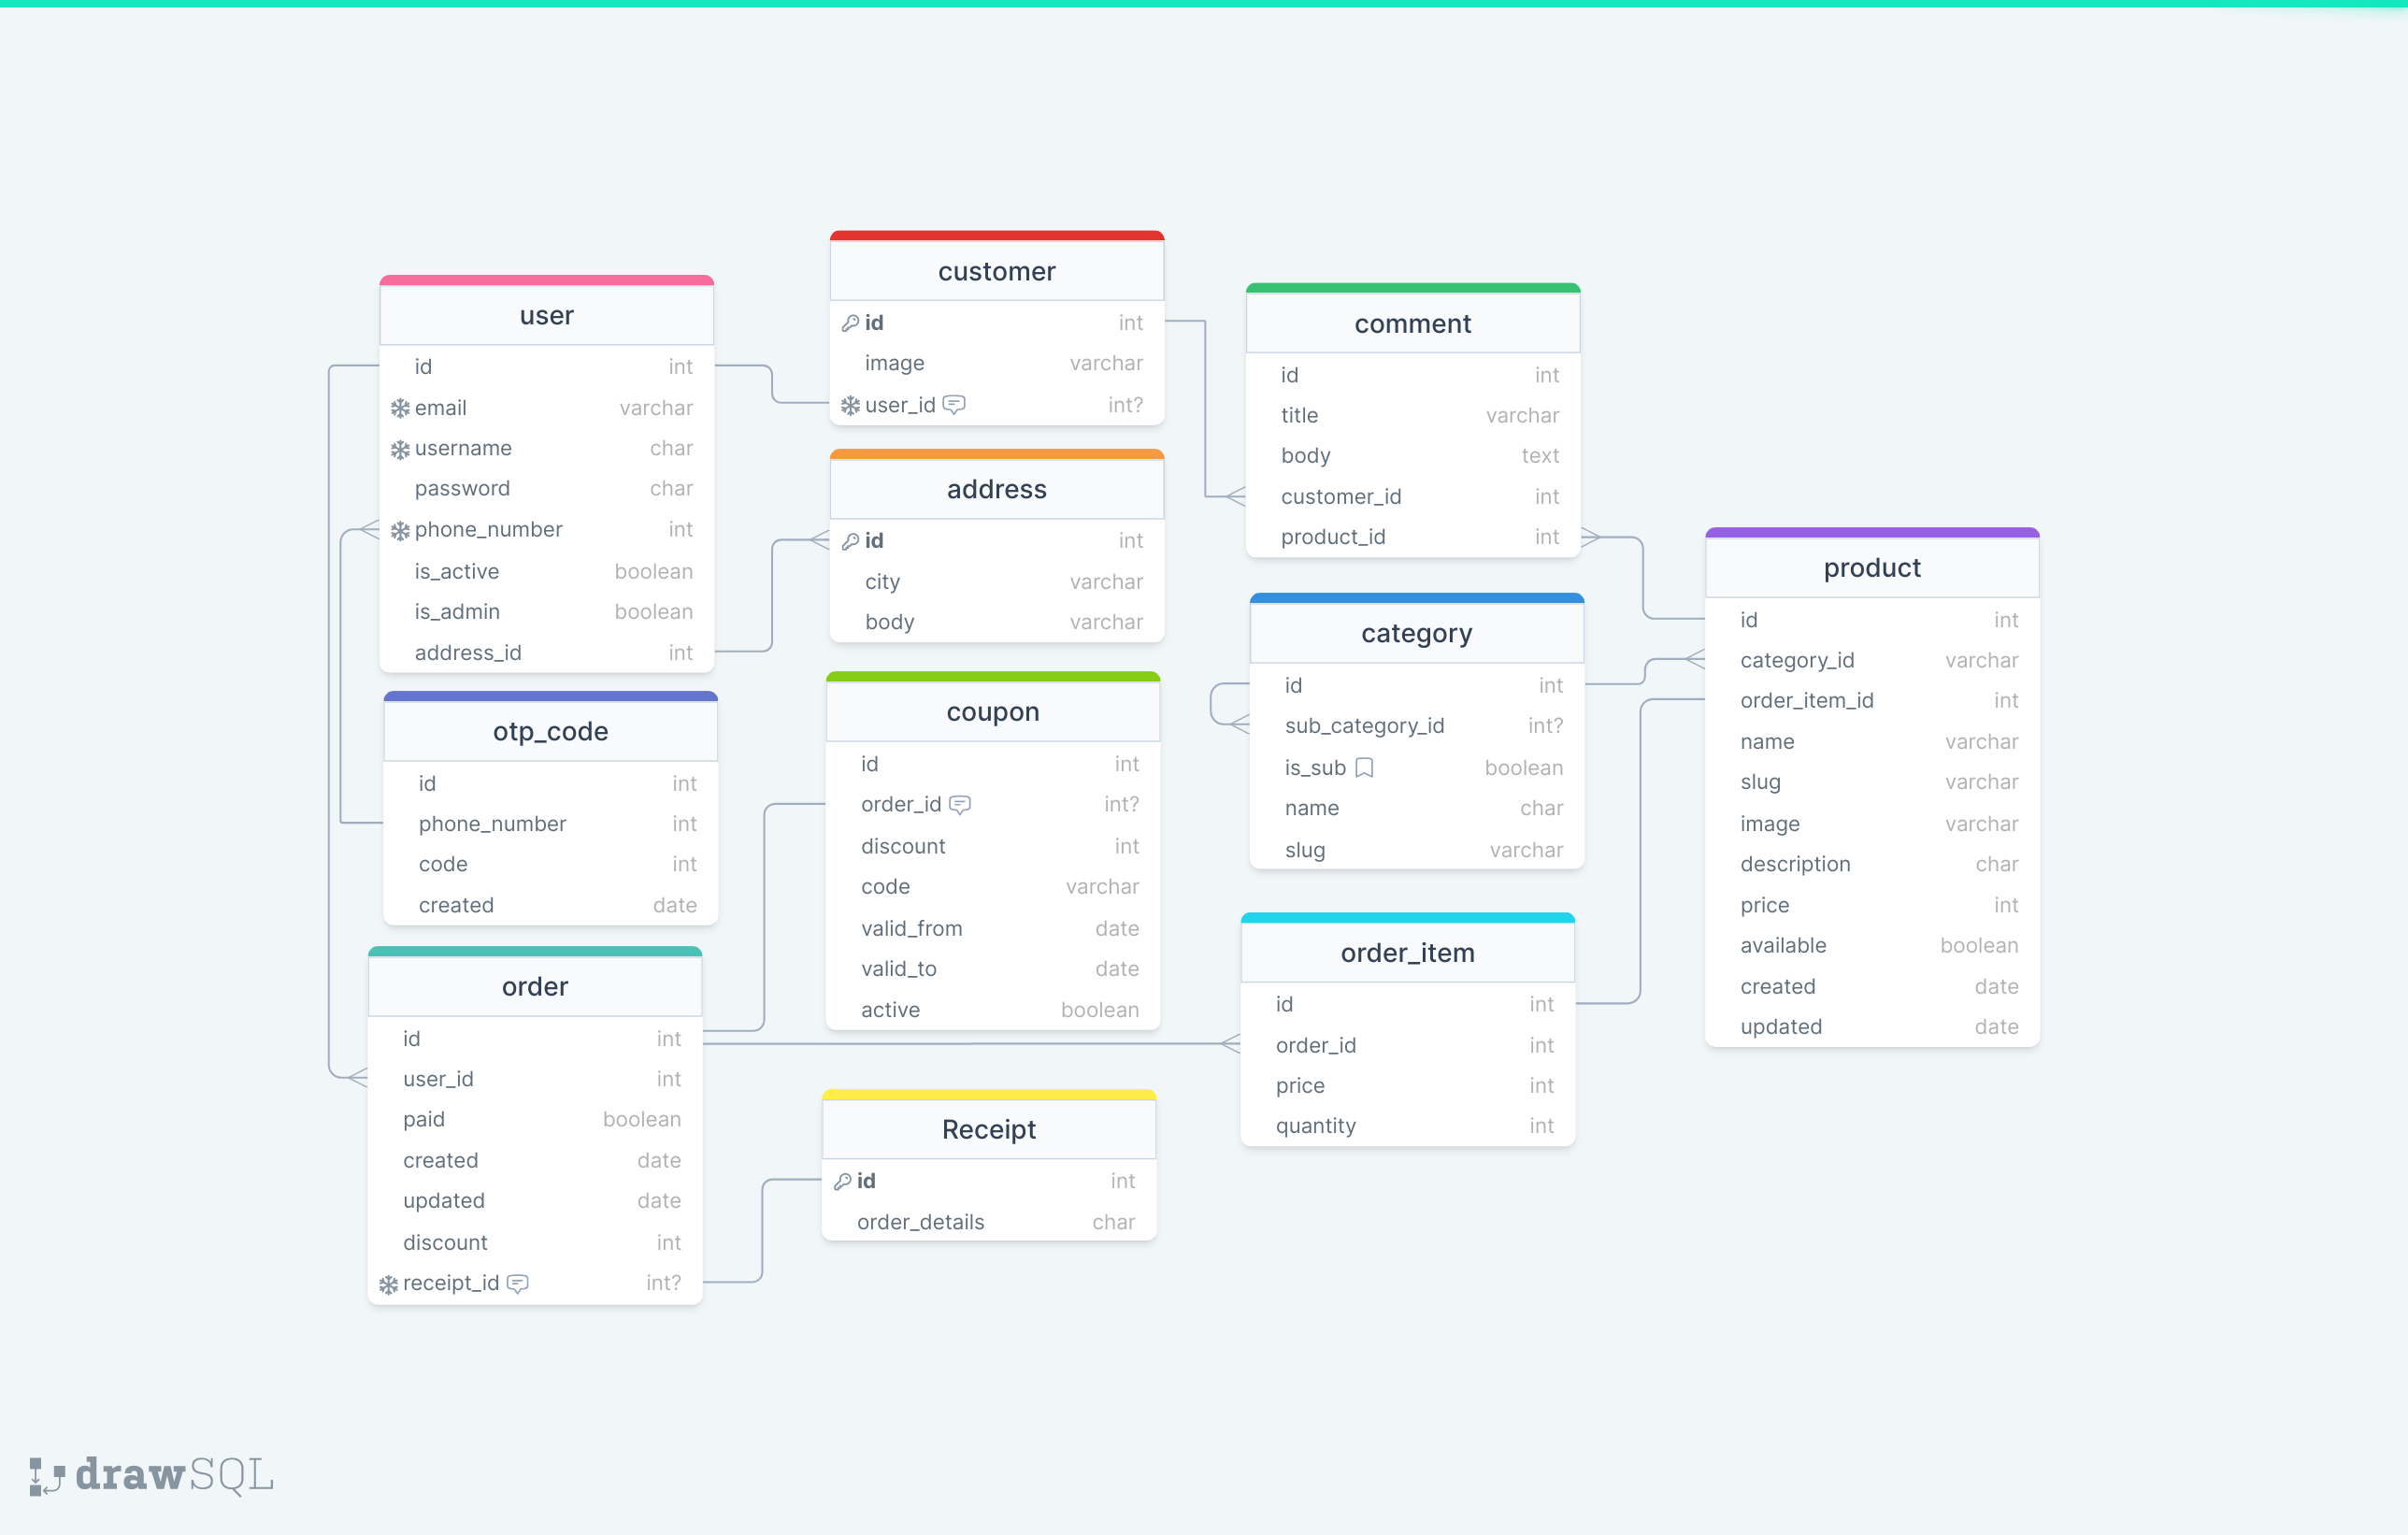 user
id int
email varchar
username char
password char
phone_number int
is_active boolean
is_admin boolean
address_id int
otp_code
id int
phone_number int
code int
created date
order
id int
user_id int
paid boolean
created date
updated date
discount int
receipt_id int?
customer
id int
image varchar
user_id int?
address
id int
city varchar
body varchar
coupon
id int
order_id int?
discount int
code varchar
valid_from date
valid_to date
active boolean
Receipt
id int
order_details char
comment
id int
title varchar
body text
customer_id int
product_id int
category
id int
sub_category_id int?
is_sub boolean
name char
slug varchar
order_item
id int
order_id int
price int
quantity int
product
id int
category_id varchar
order_item_id int
name varchar
slug varchar
image varchar
description char
price int
available boolean
created date
updated date
drawSQL